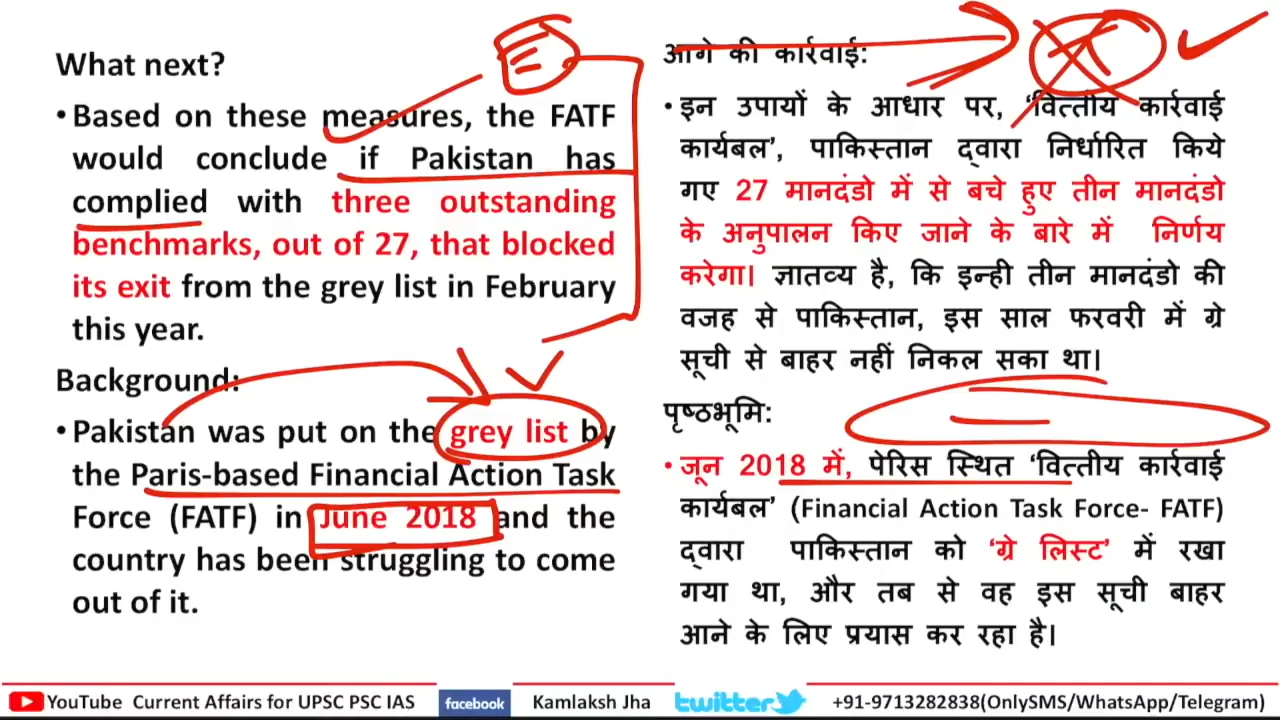 What next?
•Based on these measures, the FATF
would conclude if Pakistan has
complied with three outstanding
benchmarks, out of 27, that blocked
its exit from the grey list in February
this year.
Background:
•Pakistan was put on the grey list by
the Paris-based Financial Action Task
Force (FATF) in June 2018 and the
country has been struggling to come
out of it.
आगे की कार्रवाई:
•इन उपायों के आधार पर, ‘वित्तीय कार्रवाई
कार्यबल’, पाकिस्तान द्वारा निर्धारित किये
गए 27 मानदंडो में से बचे हुए तीन मानदंडो
के अनुपालन किए जाने के बारे में निर्णय
करेगा। ज्ञातव्य है, कि इन्ही तीन मानदंडो की
वजह से पाकिस्तान, इस साल फरवरी में ग्रे
सूची से बाहर नहीं निकल सका था।
पृष्ठभूमि:
•जून 2018 में, पेरिस स्थित ‘वित्तीय कार्रवाई
कार्यबल’ (Financial Action Task Force- FATF)
द्वारा पाकिस्तान को ‘ग्रे लिस्ट’ में रखा
गया था, और तब से वह इस सूची बाहर
आने के लिए प्रयास कर रहा है।
YouTube Current Affairs for UPSC PSC IAS facebook Kamlaksh Jha twitter +91-9713282838(OnlySMS/WhatsApp/Telegram)